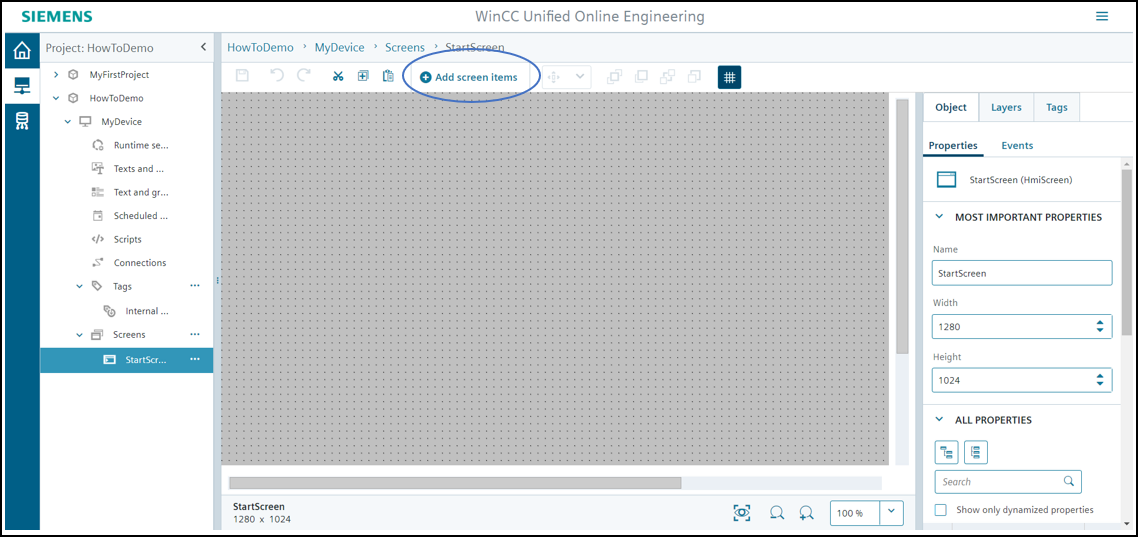 SIEMENS
WinCC Unified Online Engineering
Project: HowToDemo
MyFirstProject
HowToDemo
MyDevice
Runtime se...
Texts and ...
Text and gr...
Scheduled ...
Scripts
Connections
Tags
Internal ...
Screens
StartScr...
HowToDemo > MyDevice > Screens > StartScreen
Add screen items
StartScreen
1280 x 1024
100 %
Object Layers Tags
Properties Events
StartScreen (HmiScreen)
MOST IMPORTANT PROPERTIES
Name
StartScreen
Width
1280
Height
1024
ALL PROPERTIES
Search
Show only dynamized properties